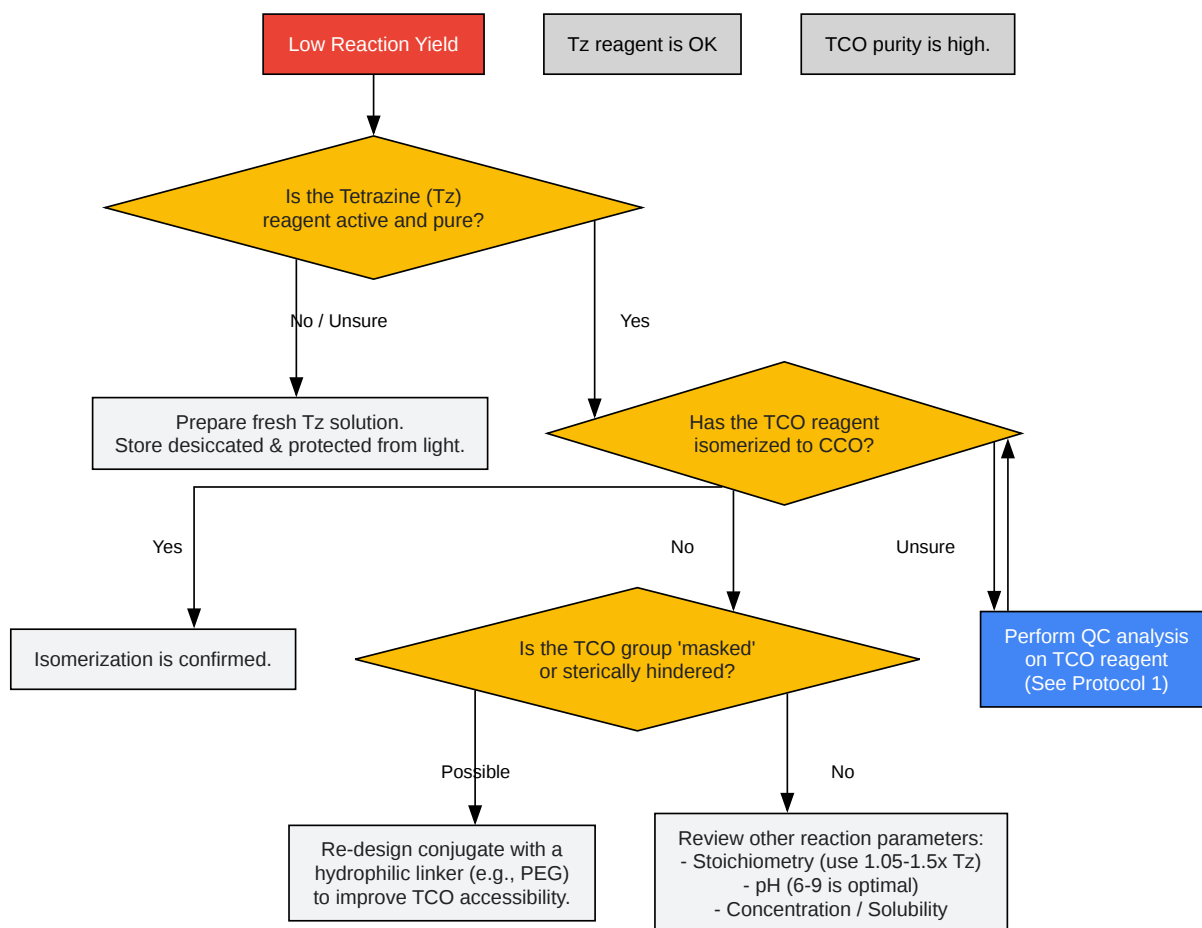 Low Reaction Yield
Tz reagent is OK
TCO purity is high.
Is the Tetrazine (Tz)
reagent active and pure?
No / Unsure
Yes
Prepare fresh Tz solution.
Store desiccated & protected from light.
Has the TCO reagent
isomerized to CCO?
Yes
No
Unsure
Isomerization is confirmed.
Is the TCO group 'masked'
or sterically hindered?
Perform QC analysis
on TCO reagent
(See Protocol 1)
Possible
No
Re-design conjugate with a
hydrophilic linker (e.g., PEG)
to improve TCO accessibility.
Review other reaction parameters:
- Stoichiometry (use 1.05-1.5x Tz)
- pH (6-9 is optimal)
- Concentration / Solubility